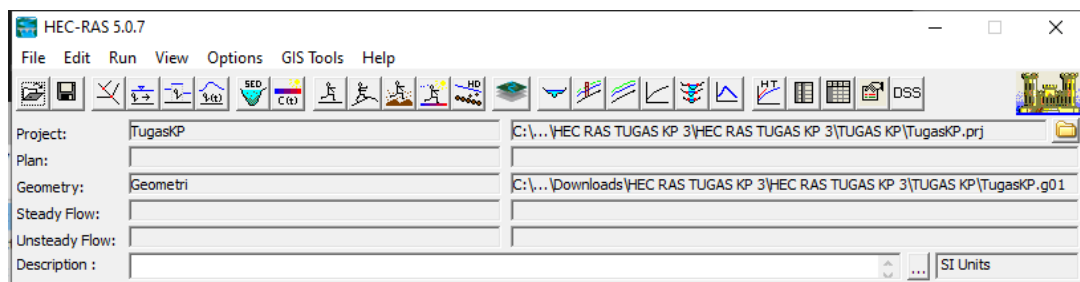 HEC-RAS 5.0.7
File Edit Run View Options GIS Tools Help
SED C(t) HD HT DSS
Project: TugasKP C:\...\HEC RAS TUGAS KP 3\HEC RAS TUGAS KP 3\TUGAS KP\TugasKP.prj
Plan:
Geometry: Geometri C:\...\Downloads\HEC RAS TUGAS KP 3\HEC RAS TUGAS KP 3\TUGAS KP\TugasKP.g01
Steady Flow:
Unsteady Flow:
Description : ... SI Units